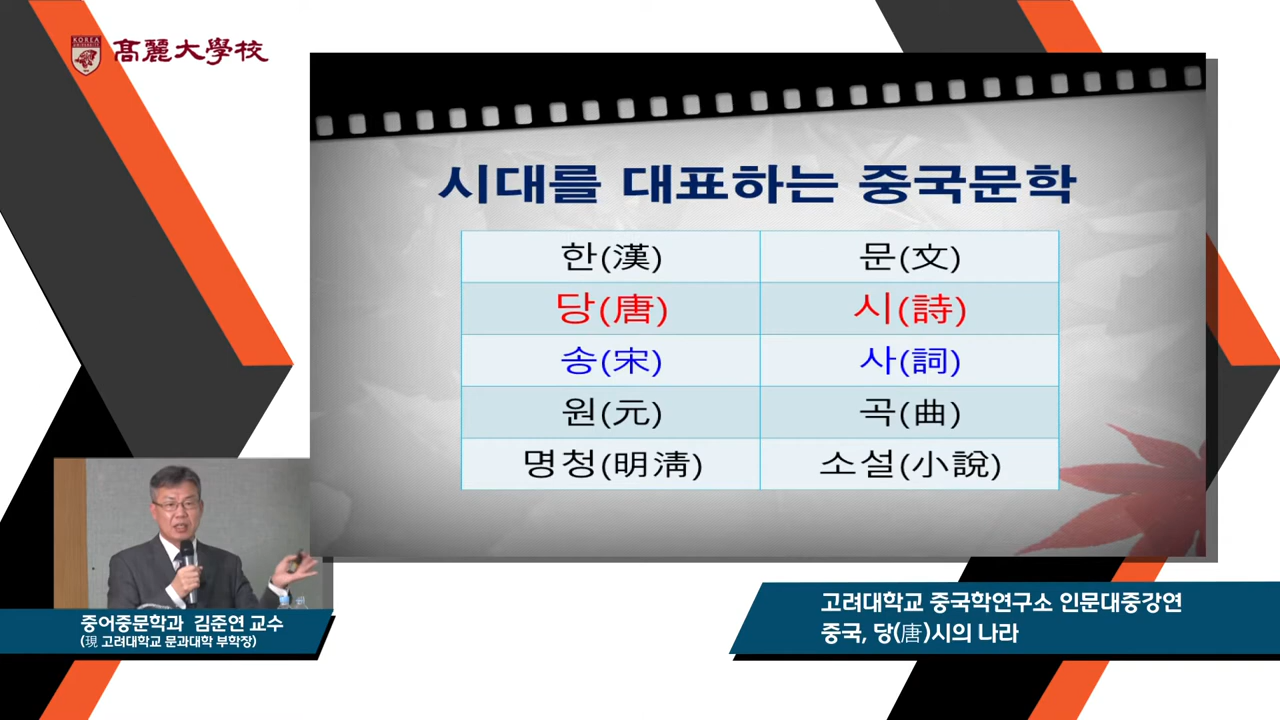 KOREA
UNIVERSITY
高麗大學校
시대를 대표하는 중국문학
한(漢) 문(文)
당(唐) 시(詩)
송(宋) 사(詞)
원(元) 곡(曲)
명청(明淸) 소설(小說)
중어중문학과 김준연 교수
(現 고려대학교 문과대학 부학장)
고려대학교 중국학연구소 인문대중강연
중국, 당(唐)시의 나라